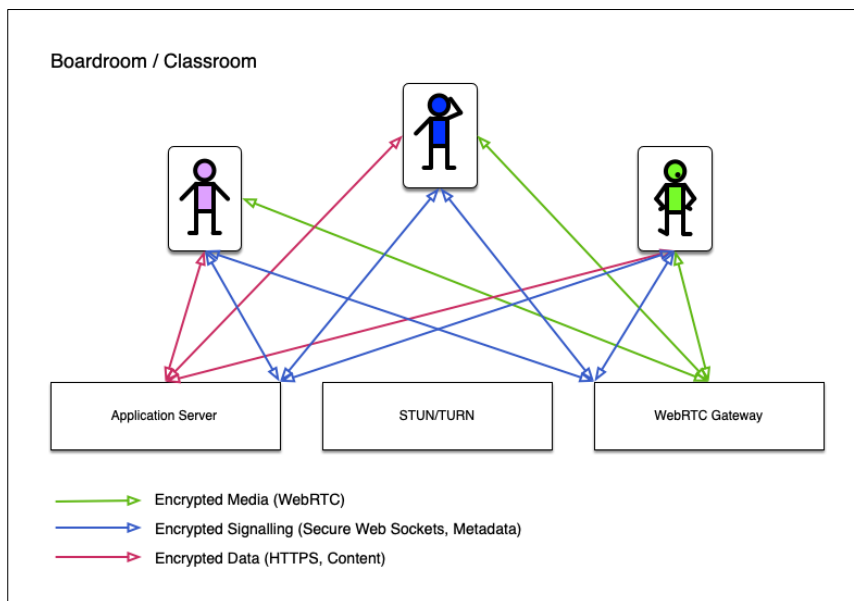 Boardroom / Classroom
Application Server
STUN/TURN
WebRTC Gateway
Encrypted Media (WebRTC)
Encrypted Signalling (Secure Web Sockets, Metadata)
Encrypted Data (HTTPS, Content)